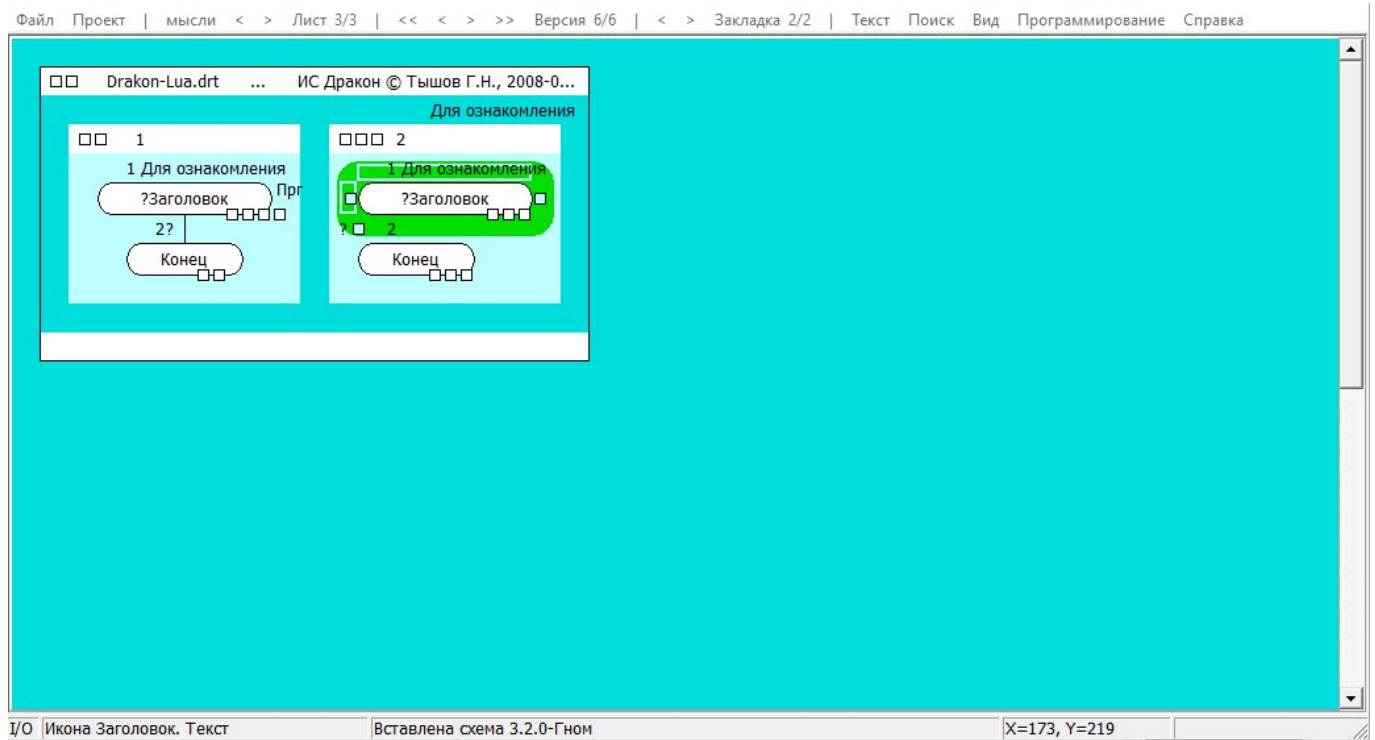 Файл Проект | мысли < > Лист 3/3 | << < > >> Версия 6/6 | < > Закладка 2/2 | Текст Поиск Вид Программирование Справка
Drakon-Lua.drt ... ИС Дракон © Тышов Г.Н., 2008-0...
Для ознакомления
1
1 Для ознакомления
?Заголовок
Прг
2?
Конец
2
1 Для ознакомления
?Заголовок
? 2
Конец
I/O Икона Заголовок. Текст Вставлена схема 3.2.0-Гном X=173, Y=219